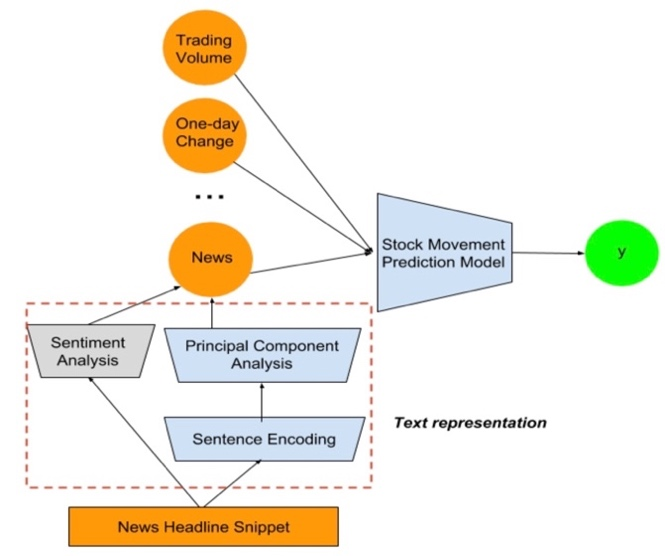 Trading
Volume
One-day
Change
...
News
Stock Movement
Prediction Model
y
Sentiment
Analysis
Principal Component
Analysis
Text representation
Sentence Encoding
News Headline Snippet